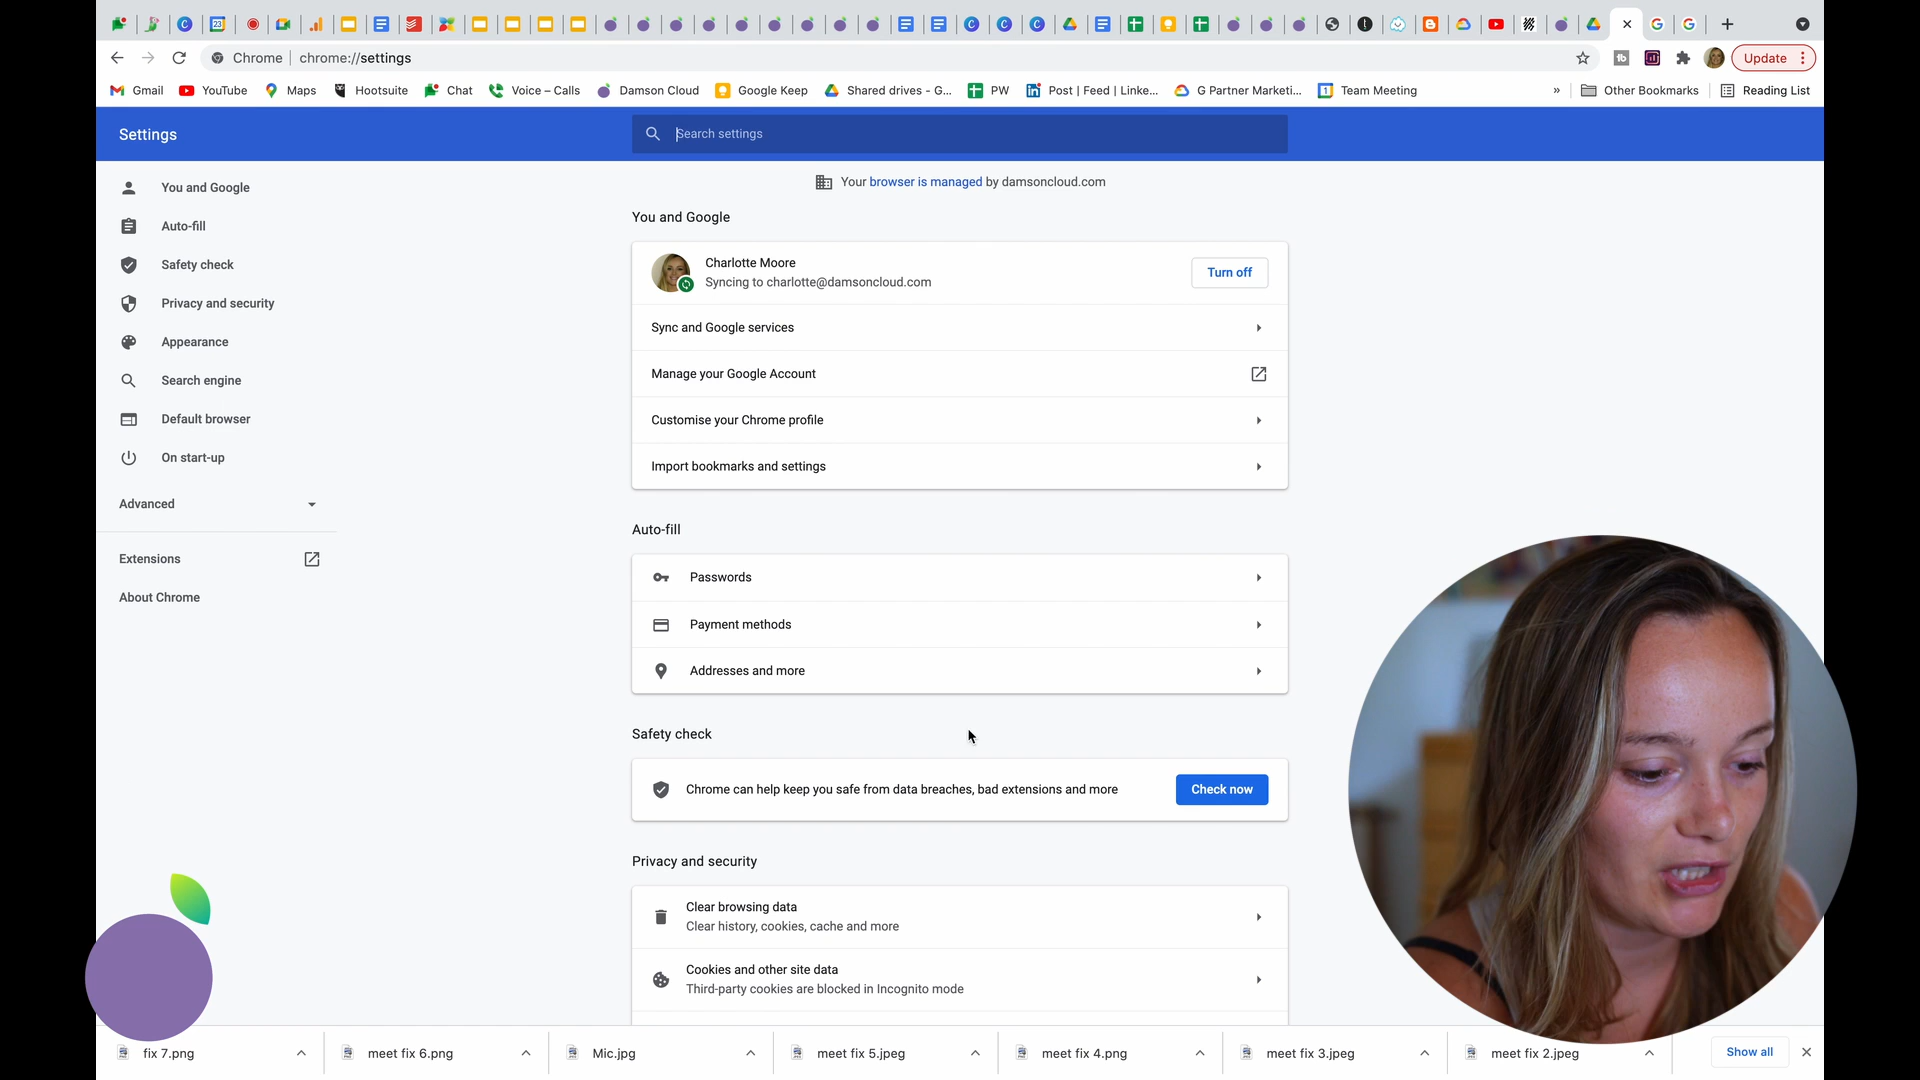 Chrome | chrome://settings
Update
Gmail
YouTube
Maps
Hootsuite
Chat
Voice – Calls
Damson Cloud
Google Keep
Shared drives - G...
PW
Post | Feed | Linke...
G Partner Marketi...
Team Meeting
»
Other Bookmarks
Reading List
Settings
Search settings
You and Google
Auto-fill
Safety check
Privacy and security
Appearance
Search engine
Default browser
On start-up
Advanced
Extensions
About Chrome
Your browser is managed by damsoncloud.com
You and Google
Charlotte Moore
Syncing to charlotte@damsoncloud.com
Turn off
Sync and Google services
Manage your Google Account
Customise your Chrome profile
Import bookmarks and settings
Auto-fill
Passwords
Payment methods
Addresses and more
Safety check
Chrome can help keep you safe from data breaches, bad extensions and more
Check now
Privacy and security
Clear browsing data
Clear history, cookies, cache and more
Cookies and other site data
Third-party cookies are blocked in Incognito mode
fix 7.png
meet fix 6.png
Mic.jpg
meet fix 5.jpeg
meet fix 4.png
meet fix 3.jpeg
meet fix 2.jpeg
Show all